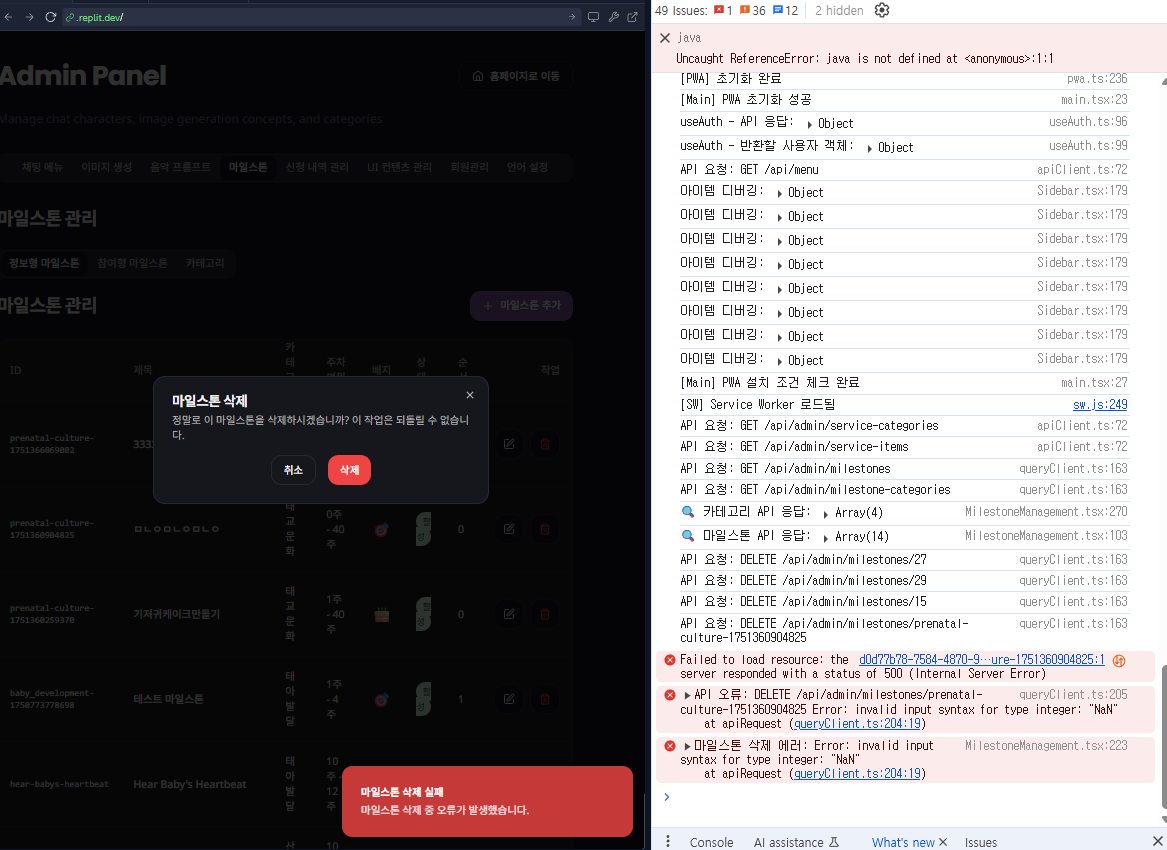 .replit.dev/
Admin Panel
홈페이지로 이동
Manage chat characters, image generation concepts, and categories
채팅 메뉴 이미지 생성 음악 프롬프트 마일스톤 신청 내역 관리 UI 컨텐츠 관리 회원관리 언어 설정
마일스톤 관리
정보형 마일스톤 참여형 마일스톤 카테고리
마일스톤 관리
+ 마일스톤 추가
ID 제목 배지 작업
마일스톤 삭제
정말로 이 마일스톤을 삭제하시겠습니까? 이 작업은 되돌릴 수 없습니
다.
취소 삭제
prenatal-culture-
1751366069002
prenatal-culture-
1751360904825
ㅁㄴㅇㅁㄴㅇㅁㄴㅇ
태
교
문
화
0주
- 40
주
0
prenatal-culture-
1751360259370
기저귀케이크만들기
태
교
문
화
1주
- 40
주
0
baby_development-
1750773778698
테스트 마일스톤
태
아
발
달
1주
- 4
주
1
hear-babys-heartbeat
Hear Baby's Heartbeat
태
아
발
달
10
주 -
12
주
10
마일스톤 삭제 실패
마일스톤 삭제 중 오류가 발생했습니다.
49 Issues: 1 36 12 2 hidden
java
Uncaught ReferenceError: java is not defined at <anonymous>:1:1
[PWA] 초기화 완료 pwa.ts:236
[Main] PWA 초기화 성공 main.tsx:23
useAuth - API 응답: ▶ Object useAuth.ts:96
useAuth - 반환할 사용자 객체: ▶ Object useAuth.ts:99
API 요청: GET /api/menu apiClient.ts:72
아이템 디버깅: ▶ Object Sidebar.tsx:179
아이템 디버깅: ▶ Object Sidebar.tsx:179
아이템 디버깅: ▶ Object Sidebar.tsx:179
아이템 디버깅: ▶ Object Sidebar.tsx:179
아이템 디버깅: ▶ Object Sidebar.tsx:179
아이템 디버깅: ▶ Object Sidebar.tsx:179
아이템 디버깅: ▶ Object Sidebar.tsx:179
아이템 디버깅: ▶ Object Sidebar.tsx:179
[Main] PWA 설치 조건 체크 완료 main.tsx:27
[SW] Service Worker 로드됨 sw.js:249
API 요청: GET /api/admin/service-categories apiClient.ts:72
API 요청: GET /api/admin/service-items apiClient.ts:72
API 요청: GET /api/admin/milestones queryClient.ts:163
API 요청: GET /api/admin/milestone-categories queryClient.ts:163
🔍 카테고리 API 응답: ▶ Array(4) MilestoneManagement.tsx:270
🔍 마일스톤 API 응답: ▶ Array(14) MilestoneManagement.tsx:103
API 요청: DELETE /api/admin/milestones/27 queryClient.ts:163
API 요청: DELETE /api/admin/milestones/29 queryClient.ts:163
API 요청: DELETE /api/admin/milestones/15 queryClient.ts:163
API 요청: DELETE /api/admin/milestones/prenatal- queryClient.ts:163
culture-1751360904825
Failed to load resource: the d0d77b78-7584-4870-9…ure-1751360904825:1
server responded with a status of 500 (Internal Server Error)
▶API 오류: DELETE /api/admin/milestones/prenatal- queryClient.ts:205
culture-1751360904825 Error: invalid input syntax for type integer: "NaN"
at apiRequest (queryClient.ts:204:19)
▶마일스톤 삭제 에러: Error: invalid input MilestoneManagement.tsx:223
syntax for type integer: "NaN"
at apiRequest (queryClient.ts:204:19)
Console AI assistance What's new Issues